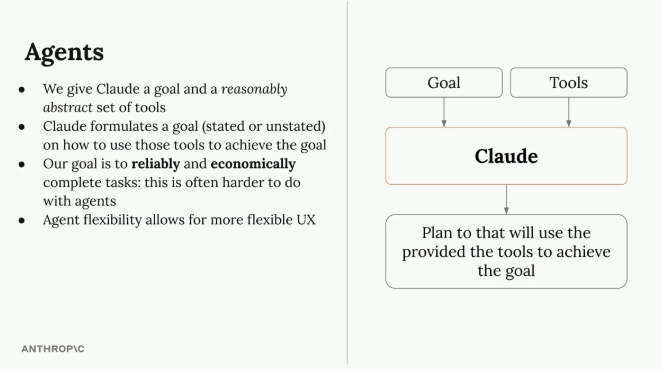 Agents
● We give Claude a goal and a reasonably
abstract set of tools
● Claude formulates a goal (stated or unstated)
on how to use those tools to achieve the goal
● Our goal is to reliably and economically
complete tasks: this is often harder to do
with agents
● Agent flexibility allows for more flexible UX
ANTHROP\C
Goal
Tools
Claude
Plan to that will use the
provided the tools to achieve
the goal